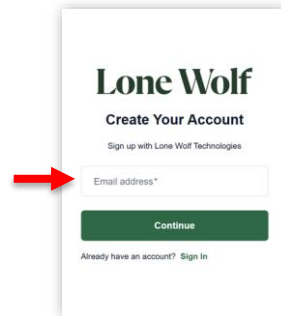 Lone Wolf
Create Your Account
Sign up with Lone Wolf Technologies
Email address*
Continue
Already have an account? Sign In